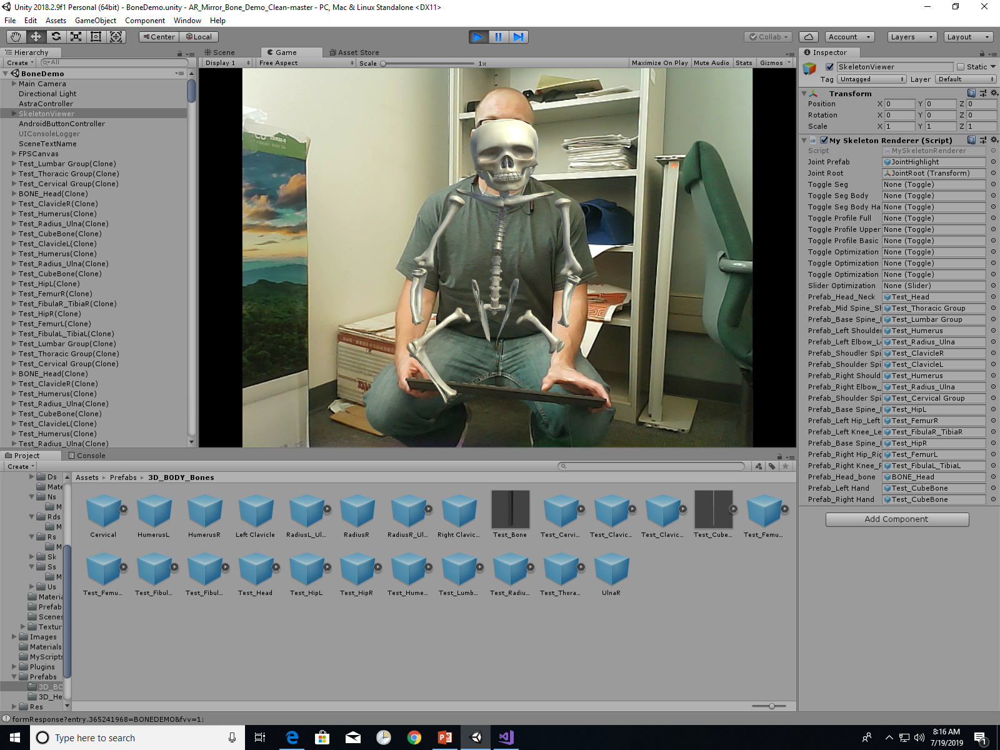 Unity 2018.2.9f1 Personal (64bit) - BoneDemo.unity - AR_Mirror_Bone_Demo_Clean-master - PC, Mac & Linux Standalone <DX11>
File Edit Assets GameObject Component Window Help
Center Local Collab Account Layers Layout
Hierarchy
Create All
BoneDemo
Main Camera
Directional Light
AstraController
SkeletonViewer
AndroidButtonController
UIConsoleLogger
SceneTextName
FPSCanvas
Test_Lumbar Group(Clone)
Test_Thoracic Group(Clone)
Test_Cervical Group(Clone)
BONE_Head(Clone)
Test_ClavicleR(Clone)
Test_Humerus(Clone)
Test_Radius_Ulna(Clone)
Test_CubeBone(Clone)
Test_ClavicleL(Clone)
Test_Humerus(Clone)
Test_Radius_Ulna(Clone)
Test_CubeBone(Clone)
Test_HipL(Clone)
Test_FemurR(Clone)
Test_FibulaR_TibiaR(Clone)
Test_HipR(Clone)
Test_FemurL(Clone)
Test_FibulaL_TibiaL(Clone)
Test_Lumbar Group(Clone)
Test_Thoracic Group(Clone)
Test_Cervical Group(Clone)
BONE_Head(Clone)
Test_ClavicleR(Clone)
Test_Humerus(Clone)
Test_Radius_Ulna(Clone)
Test_CubeBone(Clone)
Test_ClavicleL(Clone)
Test_Humerus(Clone)
Test_Radius_Ulna(Clone)
Scene Game Asset Store
Display 1 Free Aspect Scale 1x Maximize On Play Mute Audio Stats Gizmos
Inspector
SkeletonViewer Static
Tag Untagged Layer Default
Transform
Position X 0 Y 0 Z 0
Rotation X 0 Y 0 Z 0
Scale X 1 Y 1 Z 1
My Skeleton Renderer (Script)
Script MySkeletonRenderer
Joint Prefab JointHighlight
Joint Root JointRoot (Transform)
Toggle Seg None (Toggle)
Toggle Seg Body None (Toggle)
Toggle Seg Body Ha None (Toggle)
Toggle Profile Full None (Toggle)
Toggle Profile Upper None (Toggle)
Toggle Profile Basic None (Toggle)
Toggle Optimization None (Toggle)
Toggle Optimization None (Toggle)
Toggle Optimization None (Toggle)
Slider Optimization None (Slider)
Prefab_Head_Neck Test_Head
Prefab_Mid Spine_Sh Test_Thoracic Group
Prefab_Base Spine_ Test_Lumbar Group
Prefab_Left Shoulder Test_Humerus
Prefab_Left Elbow_L Test_Radius_Ulna
Prefab_Shoudler Spi Test_ClavicleR
Prefab_Shoulder Spi Test_ClavicleL
Prefab_Right Should Test_Humerus
Prefab_Right Elbow_ Test_Radius_Ulna
Prefab_Shoulder Spi Test_Cervical Group
Prefab_Base Spine_ Test_HipL
Prefab_Left Hip_Left Test_FemurR
Prefab_Left Knee_Le Test_FibulaR_TibiaR
Prefab_Base Spine_ Test_HipR
Prefab_Right Hip_Rig Test_FemurL
Prefab_Right Knee_ Test_FibulaL_TibiaL
Prefab_Head_bone BONE_Head
Prefab_Left Hand Test_CubeBone
Prefab_Right Hand Test_CubeBone
Add Component
Project Console
Create
Ds
Mate
Ns
M
Rds
M
Rs
M
Sk
Ss
M
Us
Materia
Prefab
Scenes
Textur
Images
Materials
MyScripts
Plugins
Prefabs
3D_BO
3D_He
Res
Assets Prefabs 3D_BODY_Bones
Cervical HumerusL HumerusR Left Clavicle RadiusL_Ul... RadiusR RadiusR_Ul... Right Clavic... Test_Bone Test_Cervi... Test_Clavic... Test_Clavic... Test_Cube... Test_Femu...
Test_Femu... Test_Fibul... Test_Fibul... Test_Head Test_HipL Test_HipR Test_Hume... Test_Lumb... Test_Radiu... Test_Thora... UlnaR
formResponse?entry.365241968=BONEDEMO&fvv=1:
Type here to search
8:16 AM
7/19/2019
1